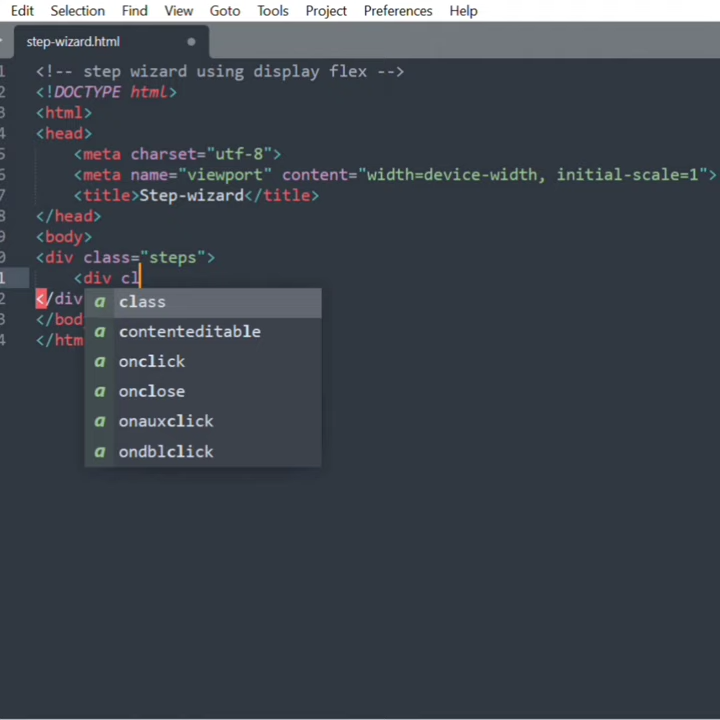 Edit Selection Find View Goto Tools Project Preferences Help
step-wizard.html
1 <!-- step wizard using display flex -->
2 <!DOCTYPE html>
3 <html>
4 <head>
5 <meta charset="utf-8">
6 <meta name="viewport" content="width=device-width, initial-scale=1">
7 <title>Step-wizard</title>
8 </head>
9 <body>
0 <div class="steps">
1 <div cl
2 </div
3 </bod
4 </htm
a class
a contenteditable
a onclick
a onclose
a onauxclick
a ondblclick